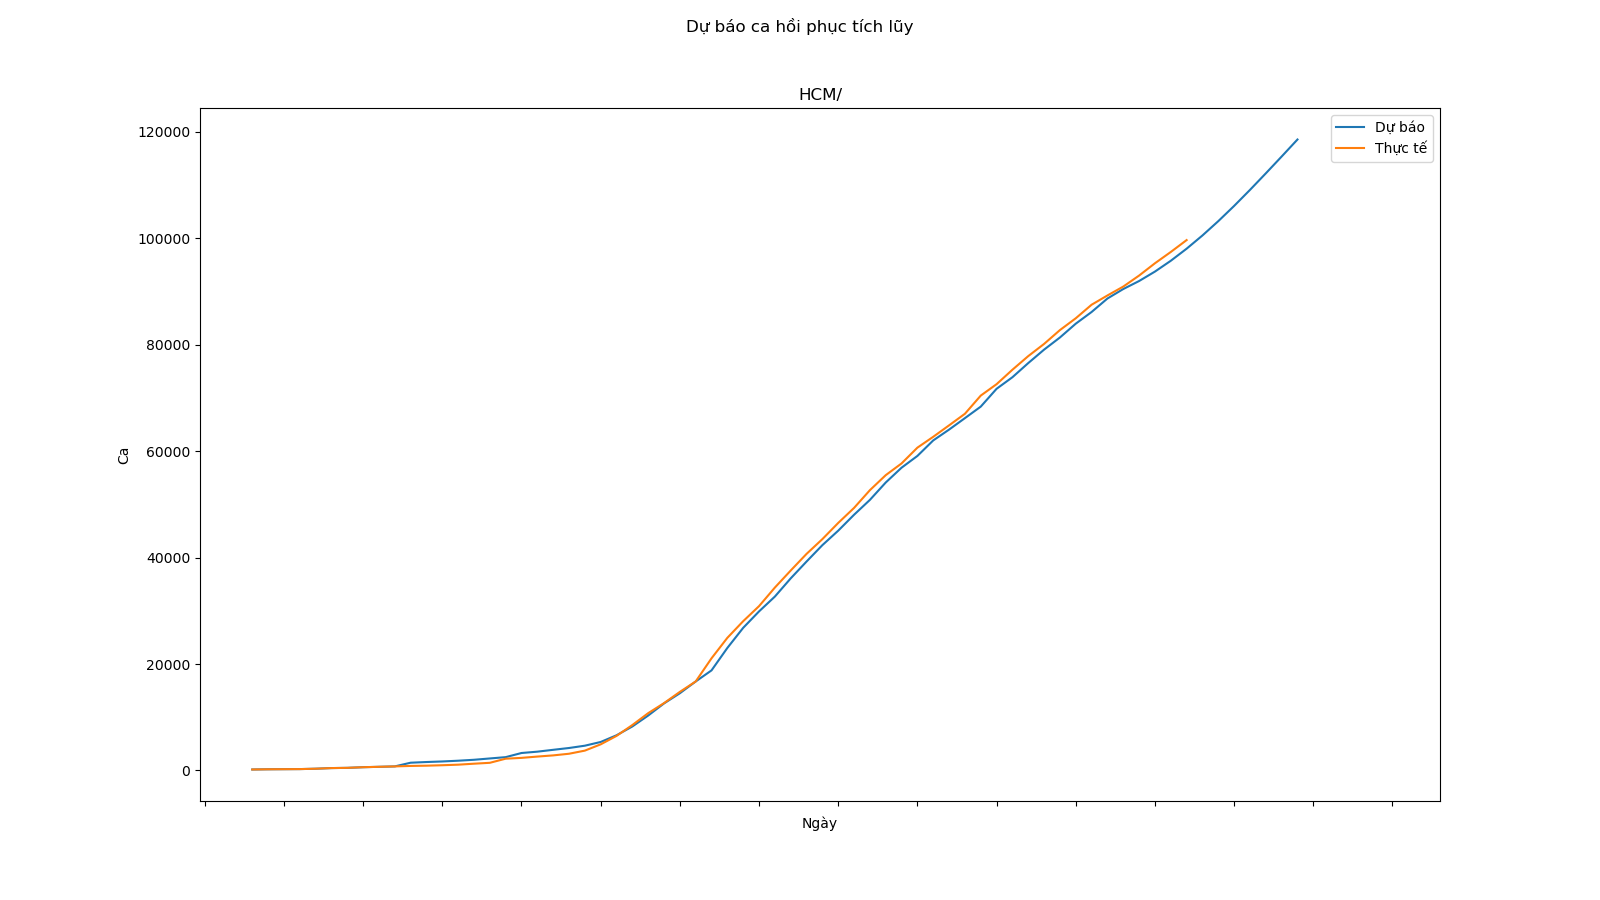 Dự báo ca hồi phục tích lũy
HCM/
Dự báo
Thực tế
120000
100000
80000
60000
40000
20000
0
Ca
Ngày